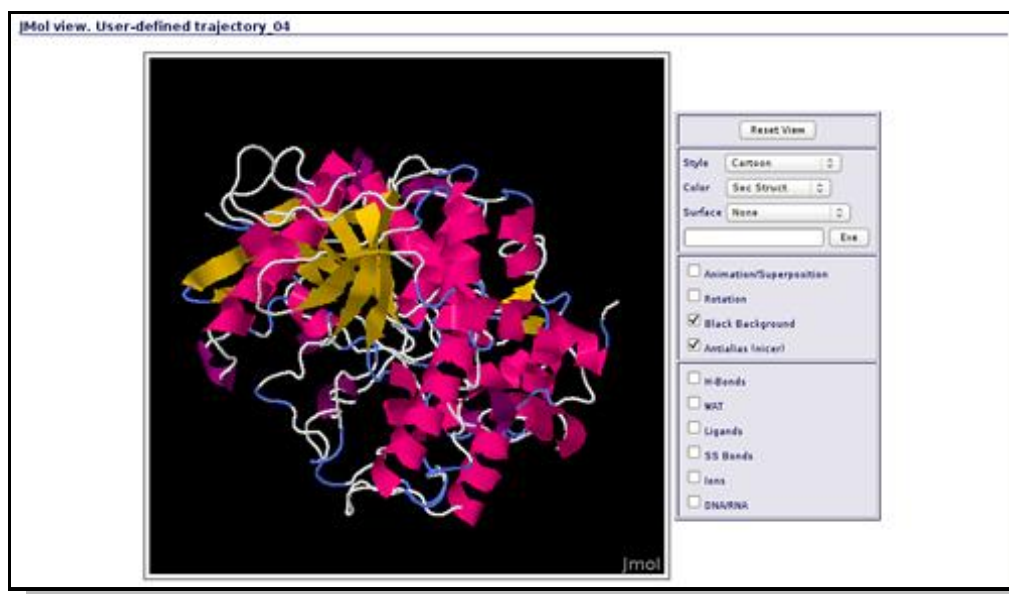 JMol view. User-defined trajectory_04
Reset View
Style Cartoon
Color Sec Struct
Surface None
Exe
Animation/Superposition
Rotation
Black Background
Antialias (nicer)
H-Bonds
WAT
Ligands
SS Bonds
Ions
DNA/RNA
Jmol